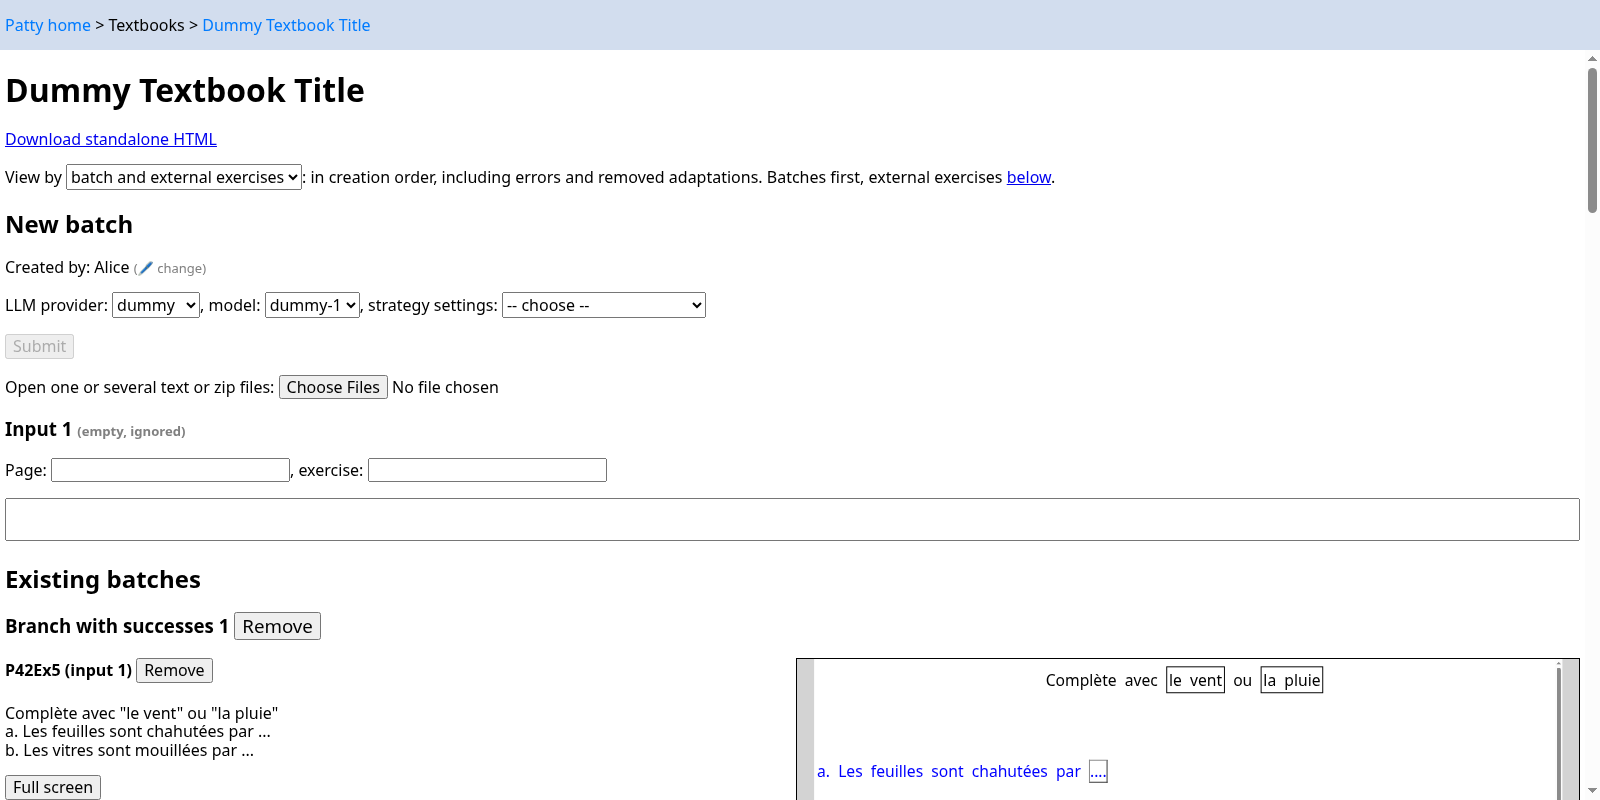 Patty home > Textbooks > Dummy Textbook Title
Dummy Textbook Title
Download standalone HTML
View by batch and external exercises : in creation order, including errors and removed adaptations. Batches first, external exercises below.
New batch
Created by: Alice (🖊️ change)
LLM provider: dummy , model: dummy-1 , strategy settings: -- choose --
Submit
Open one or several text or zip files: Choose Files No file chosen
Input 1 (empty, ignored)
Page: , exercise:
Existing batches
Branch with successes 1 Remove
P42Ex5 (input 1) Remove
Complète avec "le vent" ou "la pluie"
a. Les feuilles sont chahutées par ...
b. Les vitres sont mouillées par ...
Full screen
Complète avec le vent ou la pluie
a. Les feuilles sont chahutées par ....